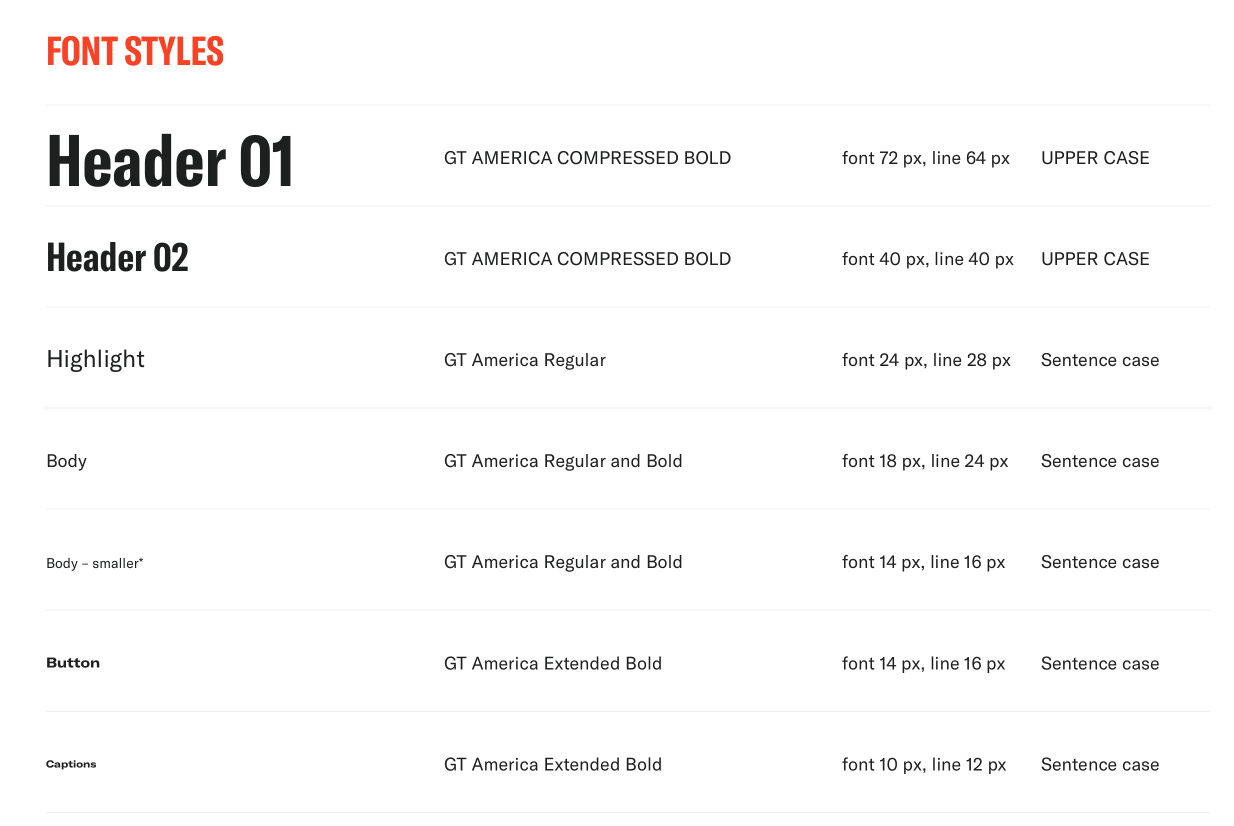 FONT STYLES
Header 01 GT AMERICA COMPRESSED BOLD font 72 px, line 64 px UPPER CASE
Header 02 GT AMERICA COMPRESSED BOLD font 40 px, line 40 px UPPER CASE
Highlight GT America Regular font 24 px, line 28 px Sentence case
Body GT America Regular and Bold font 18 px, line 24 px Sentence case
Body – smaller* GT America Regular and Bold font 14 px, line 16 px Sentence case
Button GT America Extended Bold font 14 px, line 16 px Sentence case
Captions GT America Extended Bold font 10 px, line 12 px Sentence case